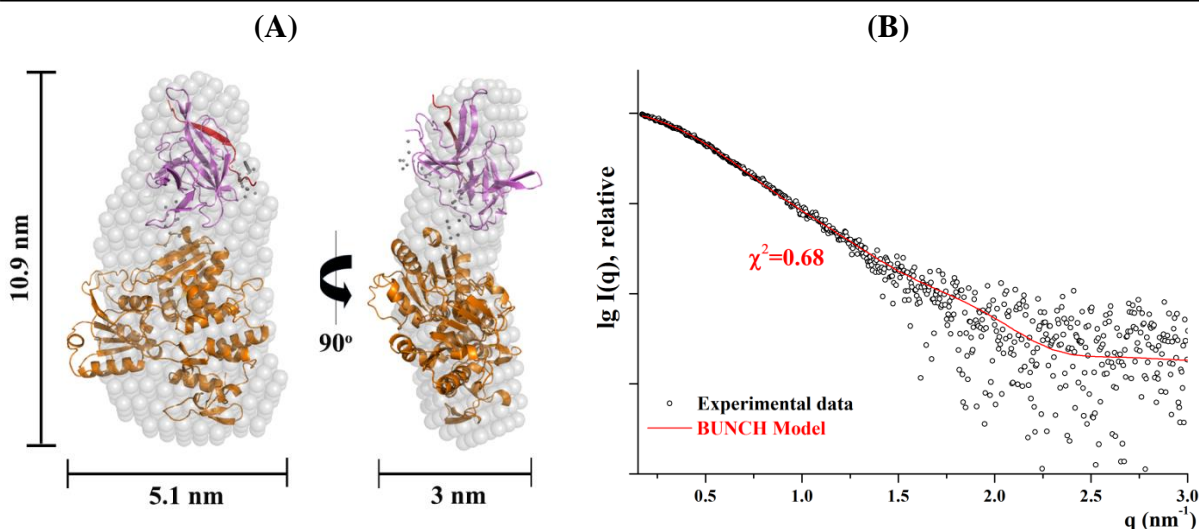 (A)
(B)
10.9 nm
90º
5.1 nm
3 nm
lg I(q), relative
χ²=0.68
Experimental data
BUNCH Model
0.5 1.0 1.5 2.0 2.5 3.0
q (nm⁻¹)